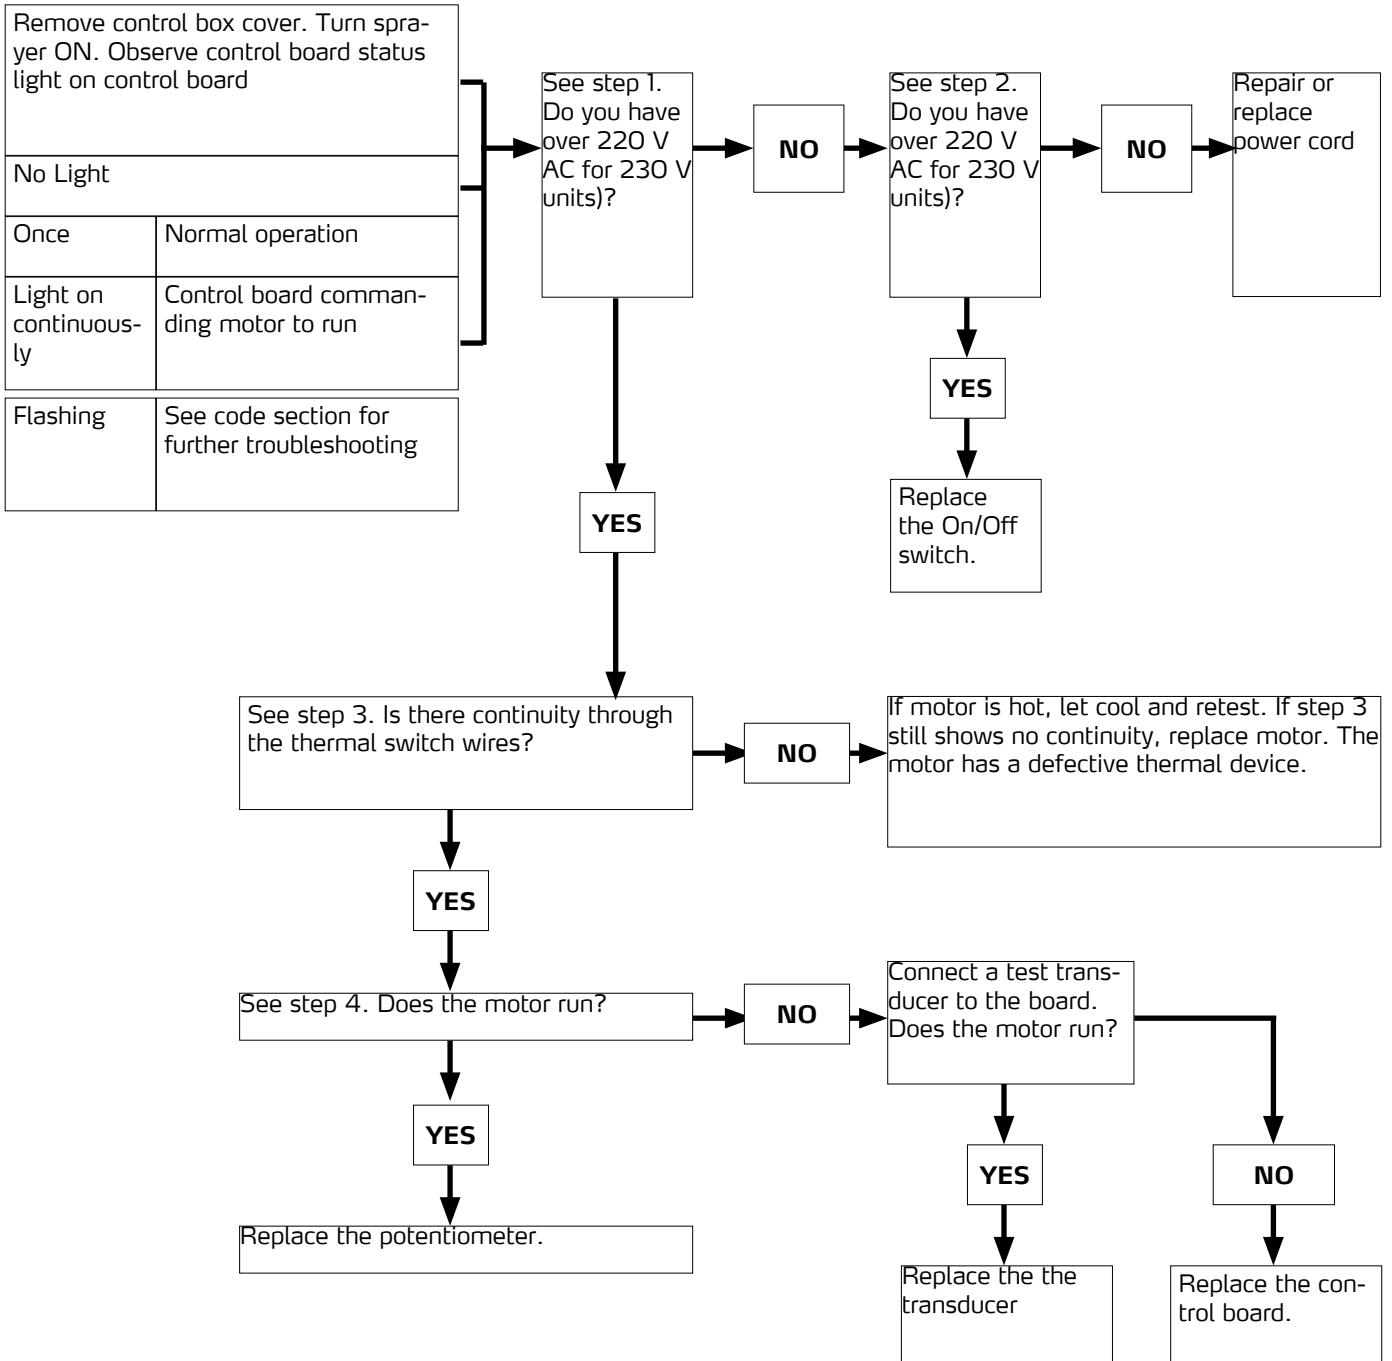 Remove control box cover. Turn spra-
yer ON. Observe control board status
light on control board
No Light
Once
Normal operation
Light on
continuous-
ly
Control board comman-
ding motor to run
Flashing
See code section for
further troubleshooting
See step 1.
Do you have
over 220 V
AC for 230 V
units)?
NO
See step 2.
Do you have
over 220 V
AC for 230 V
units)?
NO
Repair or
replace
power cord
YES
Replace
the On/Off
switch.
YES
See step 3. Is there continuity through
the thermal switch wires?
NO
If motor is hot, let cool and retest. If step 3
still shows no continuity, replace motor. The
motor has a defective thermal device.
YES
See step 4. Does the motor run?
NO
Connect a test trans-
ducer to the board.
Does the motor run?
YES
Replace the potentiometer.
YES
NO
Replace the the
transducer
Replace the con-
trol board.